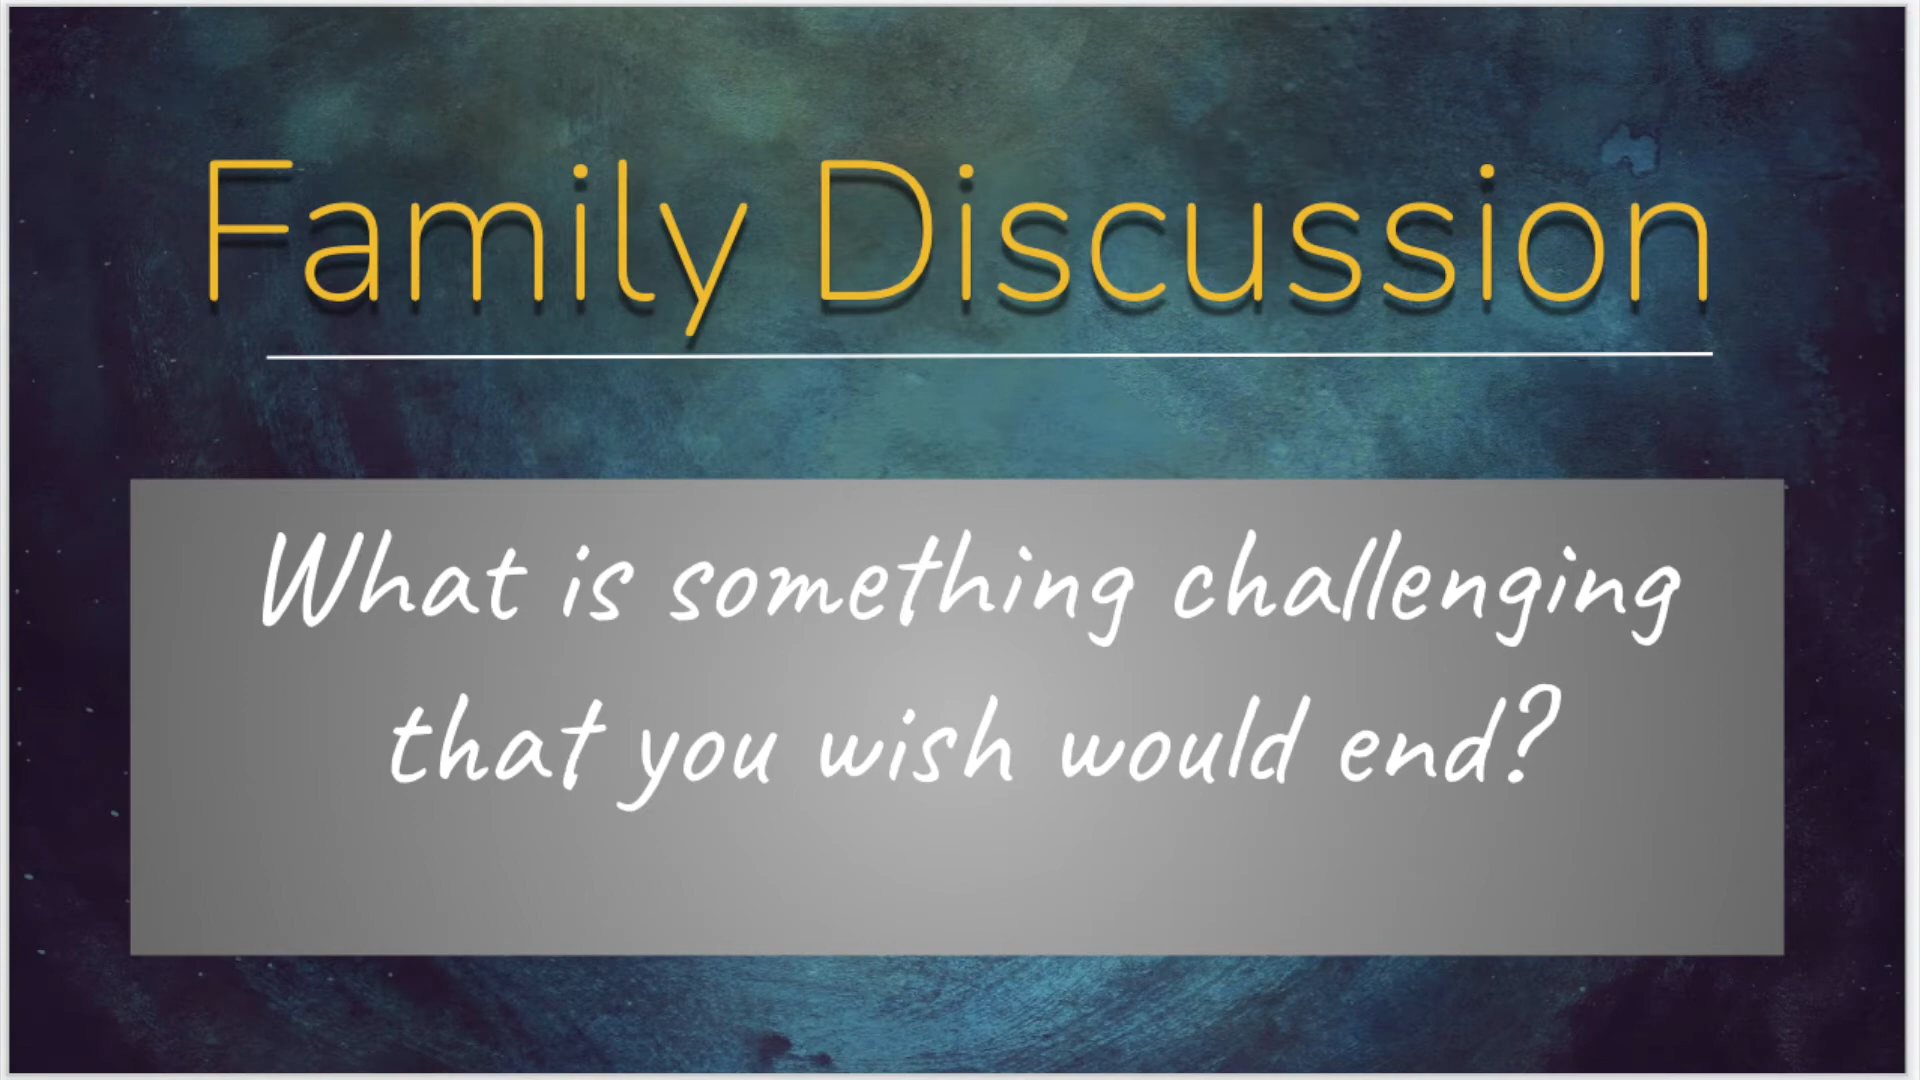 Family Discussion
What is something challenging
that you wish would end?